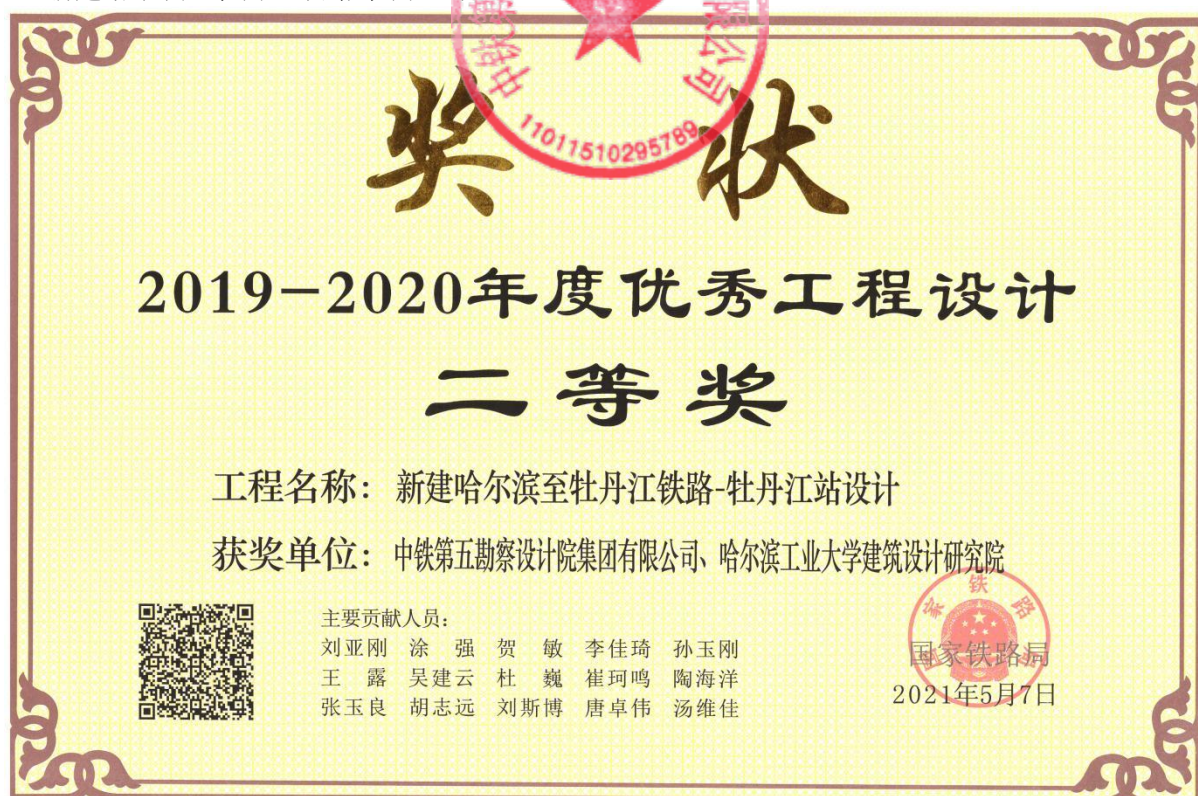 奖状
11011510295789
2019-2020年度优秀工程设计
二等奖
工程名称：新建哈尔滨至牡丹江铁路-牡丹江站设计
获奖单位：中铁第五勘察设计院集团有限公司、哈尔滨工业大学建筑设计研究院
主要贡献人员：
刘亚刚 涂强 贺敏 李佳琦 孙玉刚
王露 吴建云 杜巍 崔珂鸣 陶海洋
张玉良 胡志远 刘斯博 唐卓伟 汤维佳
国家铁路局
2021年5月7日